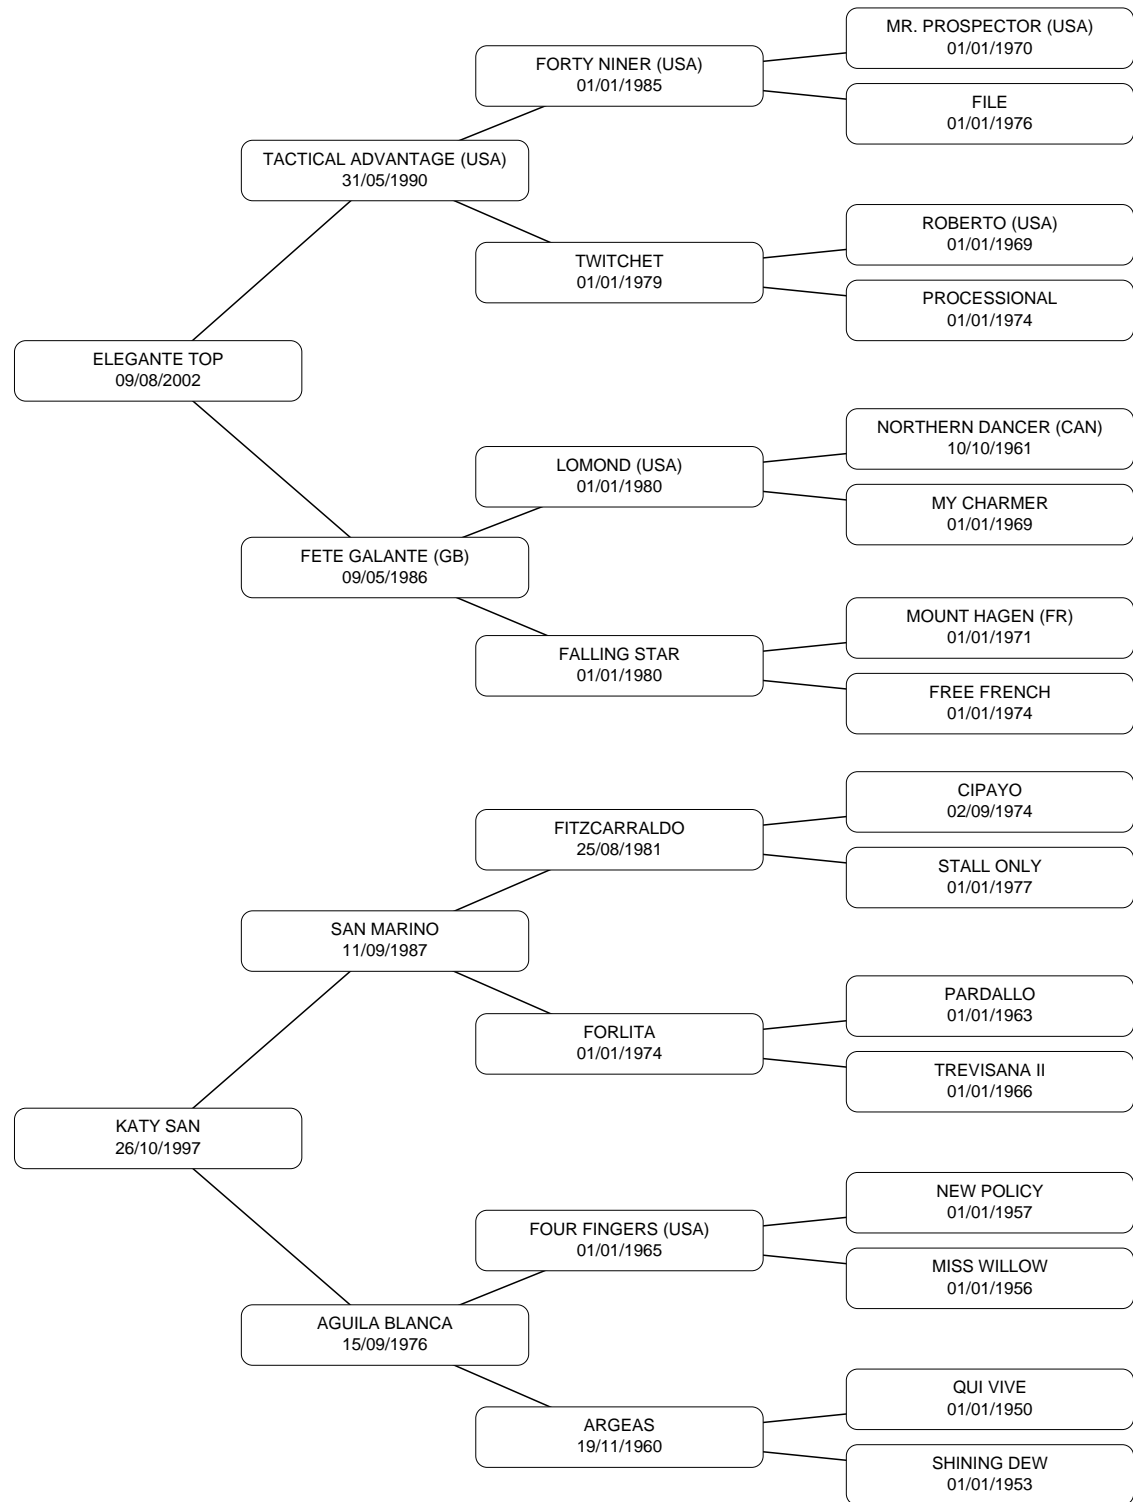 MR. PROSPECTOR (USA)
01/01/1970
FORTY NINER (USA)
01/01/1985
FILE
01/01/1976
TACTICAL ADVANTAGE (USA)
31/05/1990
ROBERTO (USA)
01/01/1969
TWITCHET
01/01/1979
PROCESSIONAL
01/01/1974
ELEGANTE TOP
09/08/2002
NORTHERN DANCER (CAN)
10/10/1961
LOMOND (USA)
01/01/1980
MY CHARMER
01/01/1969
FETE GALANTE (GB)
09/05/1986
MOUNT HAGEN (FR)
01/01/1971
FALLING STAR
01/01/1980
FREE FRENCH
01/01/1974
CIPAYO
02/09/1974
FITZCARRALDO
25/08/1981
STALL ONLY
01/01/1977
SAN MARINO
11/09/1987
PARDALLO
01/01/1963
FORLITA
01/01/1974
TREVISANA II
01/01/1966
KATY SAN
26/10/1997
NEW POLICY
01/01/1957
FOUR FINGERS (USA)
01/01/1965
MISS WILLOW
01/01/1956
AGUILA BLANCA
15/09/1976
QUI VIVE
01/01/1950
ARGEAS
19/11/1960
SHINING DEW
01/01/1953